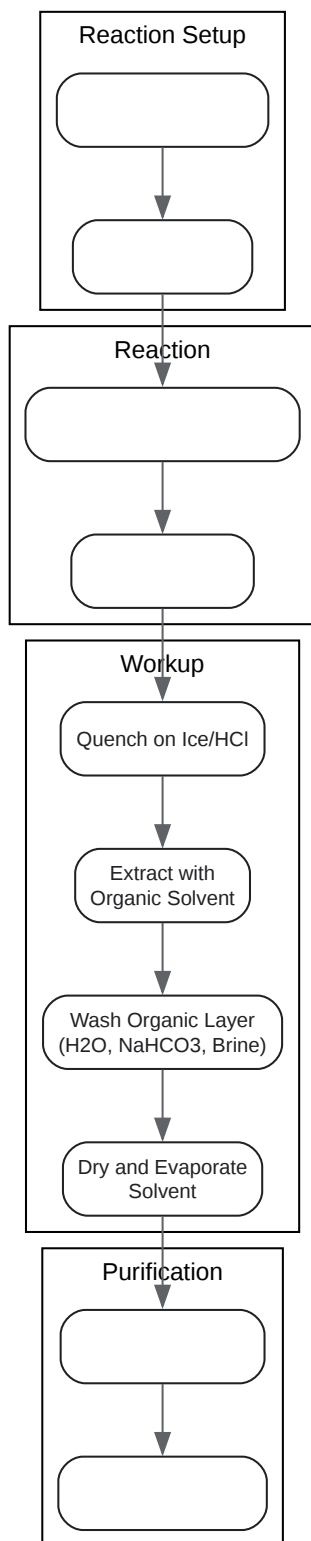 Reaction Setup
Reaction
Workup
Quench on Ice/HCl
Extract with
Organic Solvent
Wash Organic Layer
(H2O, NaHCO3, Brine)
Dry and Evaporate
Solvent
Purification